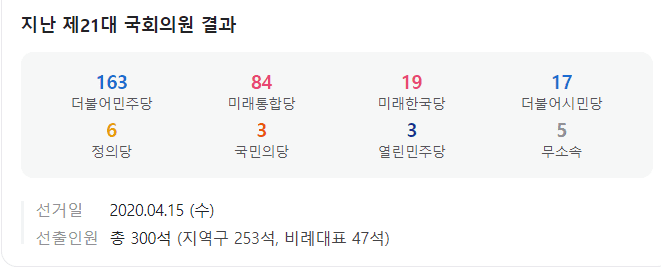 지난 제21대 국회의원 결과
163 84 19 17
더불어민주당 미래통합당 미래한국당 더불어시민당
6 3 3 5
정의당 국민의당 열린민주당 무소속
선거일 2020.04.15 (수)
선출인원 총 300석 (지역구 253석, 비례대표 47석)